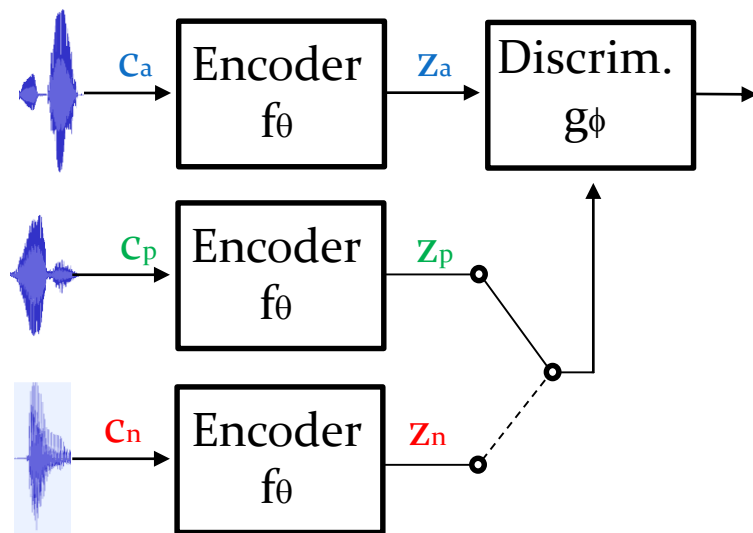 ca
Encoder
fθ
za
Discrim.
gϕ
cp
Encoder
fθ
zp
cn
Encoder
fθ
zn